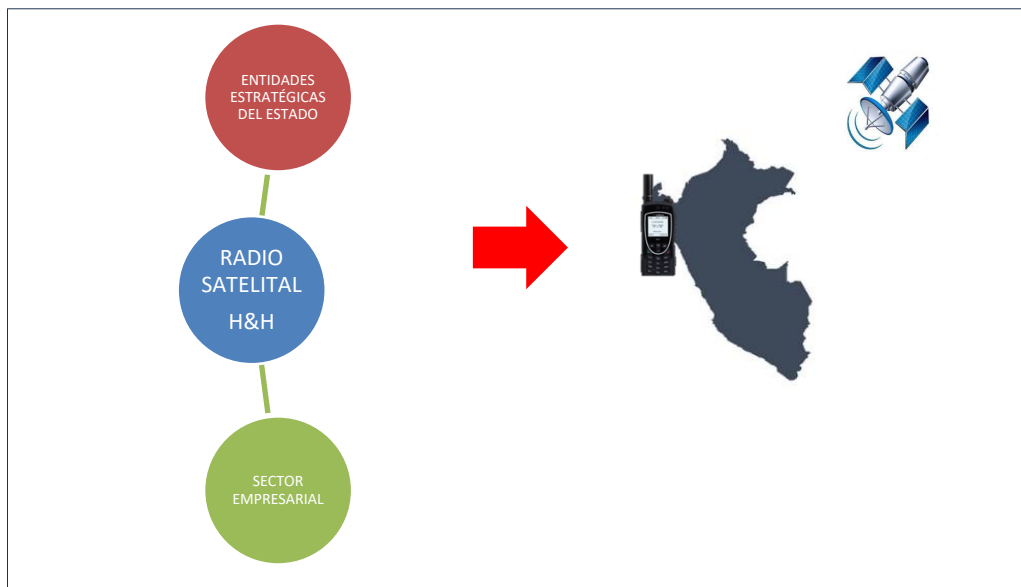 ENTIDADES
ESTRATÉGICAS
DEL ESTADO
RADIO
SATELITAL
H&H
SECTOR
EMPRESARIAL